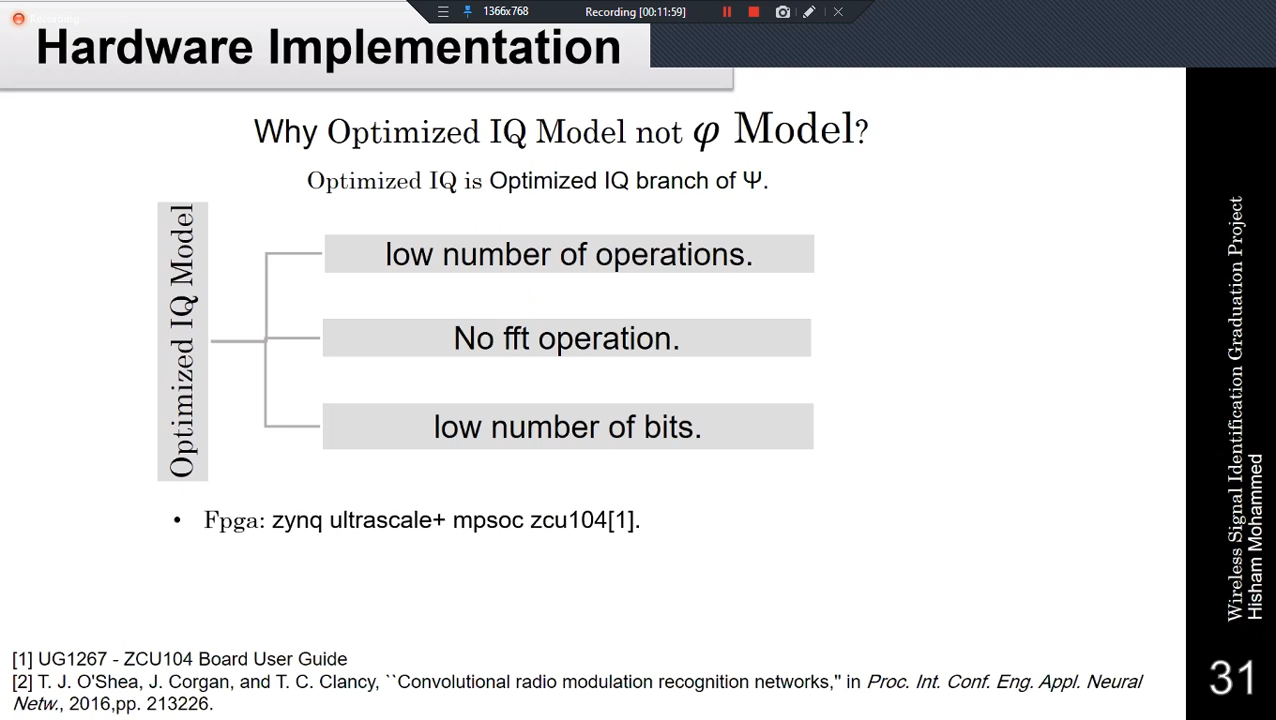 Recording...
1366x768
Recording [00:11:59]
Hardware Implementation
Why Optimized IQ Model not φ Model?
Optimized IQ is Optimized IQ branch of Ψ.
Optimized IQ Model
low number of operations.
No fft operation.
low number of bits.
• Fpga: zynq ultrascale+ mpsoc zcu104[1].
[1] UG1267 - ZCU104 Board User Guide
[2] T. J. O'Shea, J. Corgan, and T. C. Clancy, ``Convolutional radio modulation recognition networks,'' in Proc. Int. Conf. Eng. Appl. Neural
Netw., 2016,pp. 213226.
Wireless Signal Identification Graduation Project
Hisham Mohammed
31